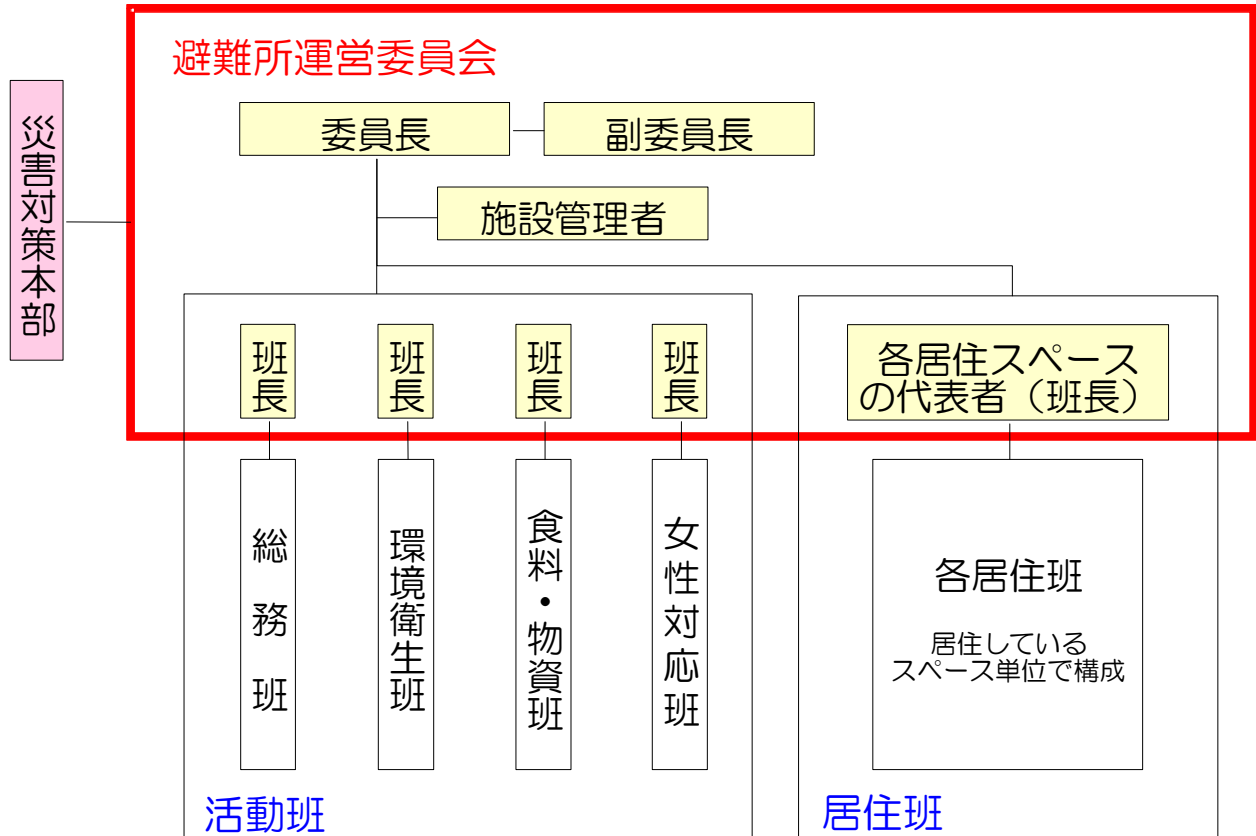 避難所運営委員会
災害対策本部
委員長
副委員長
施設管理者
班長
班長
班長
班長
各居住スペース
の代表者（班長）
総務班
環境衛生班
食料・物資班
女性対応班
各居住班
居住している
スペース単位で構成
活動班
居住班